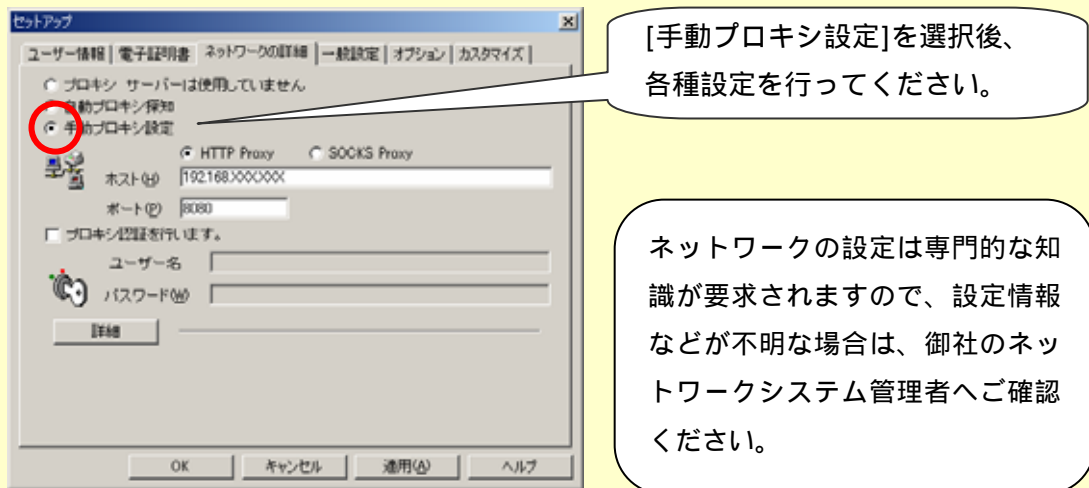 セットアップ
ユーザー情報 電子証明書 ネットワークの詳細 一般設定 オプション カスタマイズ
プロキシ サーバーは使用していません
自動プロキシ探知
手動プロキシ設定
HTTP Proxy SOCKS Proxy
ホスト(H) 192.168.XXX.XXX
ポート(P) 8080
プロキシ認証を行います。
ユーザー名
パスワード(W)
詳細
OK キャンセル 適用(A) ヘルプ
[手動プロキシ設定]を選択後、
各種設定を行ってください。
ネットワークの設定は専門的な知
識が要求されますので、設定情報
などが不明な場合は、御社のネッ
トワークシステム管理者へご確認
ください。